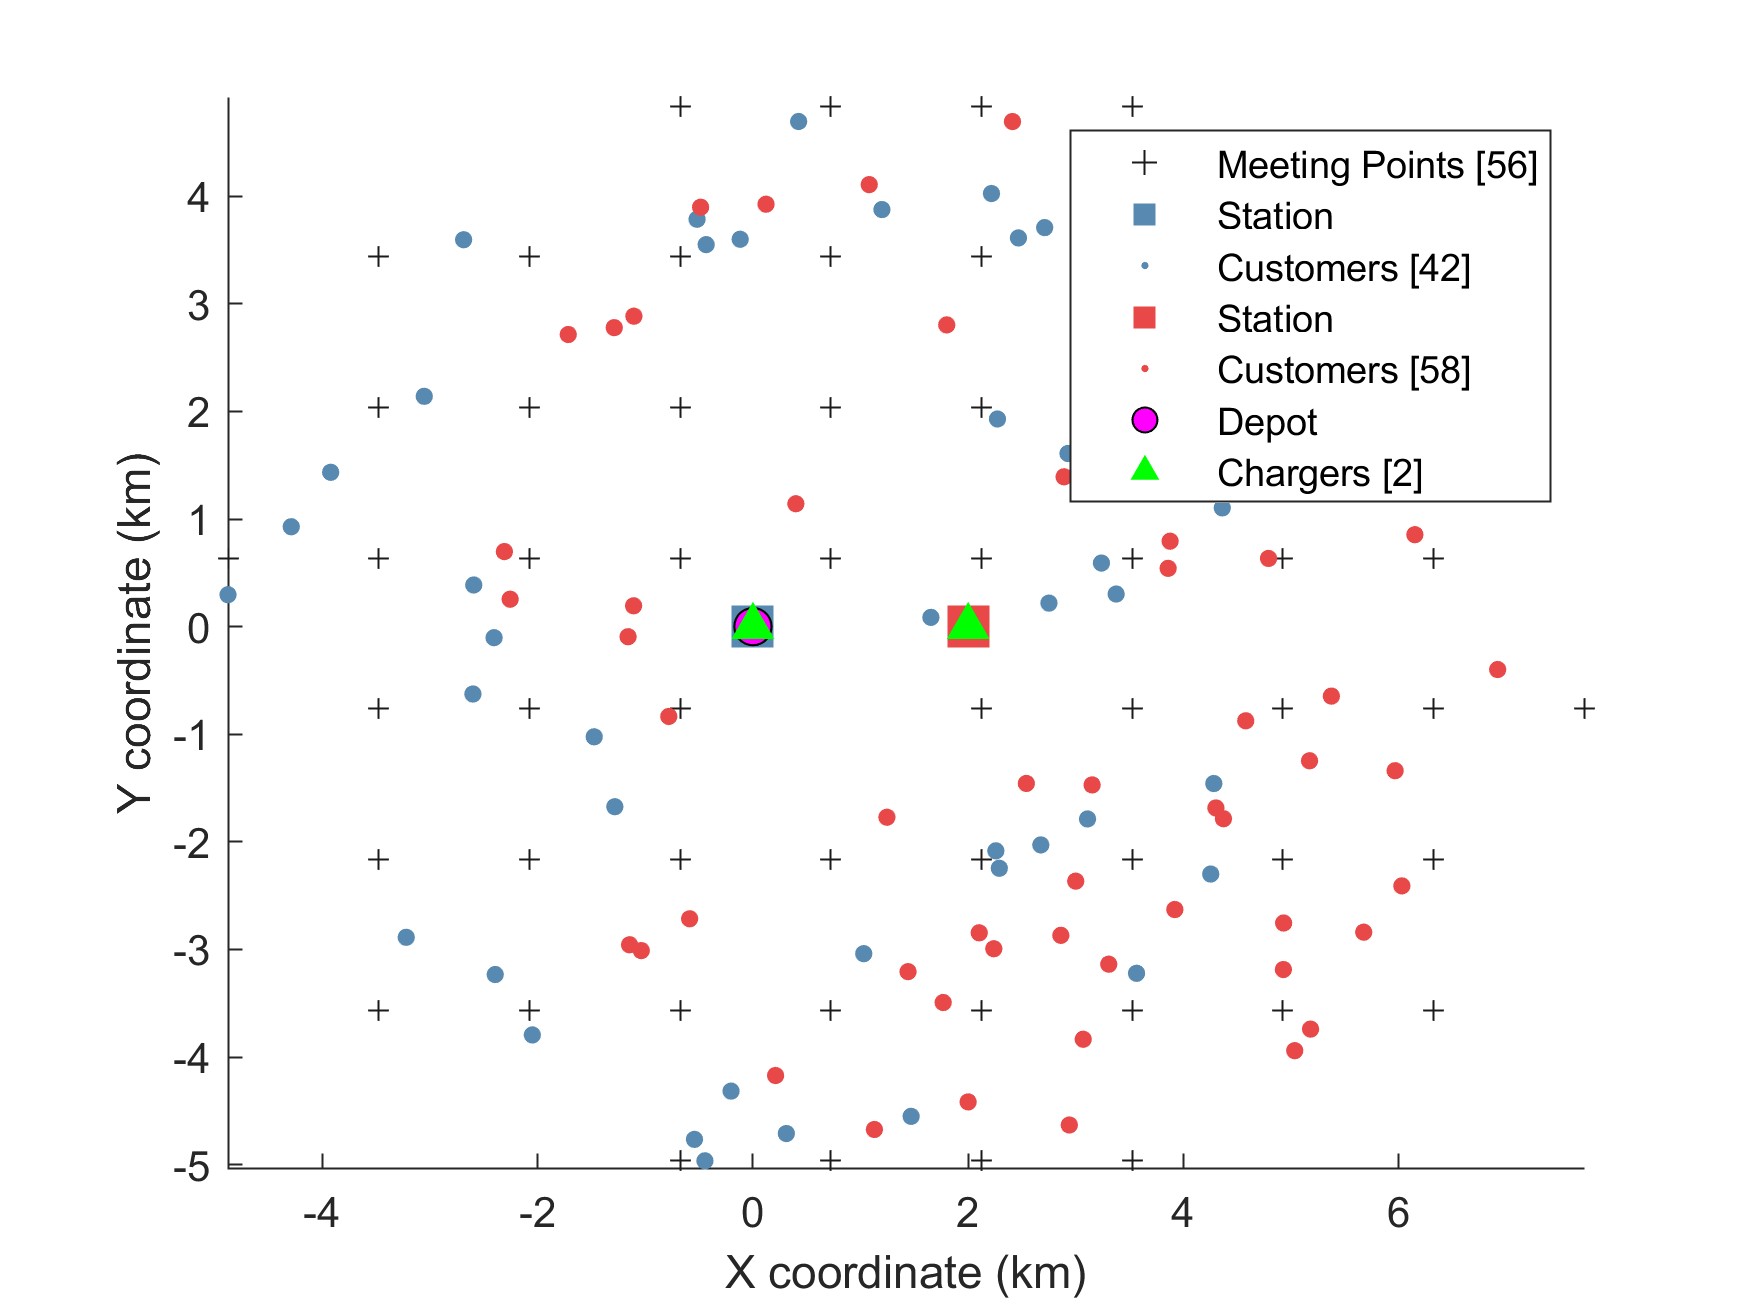 Meeting Points [56]
Station
Customers [42]
Station
Customers [58]
Depot
Chargers [2]
4
3
2
1
0
-1
-2
-3
-4
-5
Y coordinate (km)
-4 -2 0 2 4 6
X coordinate (km)